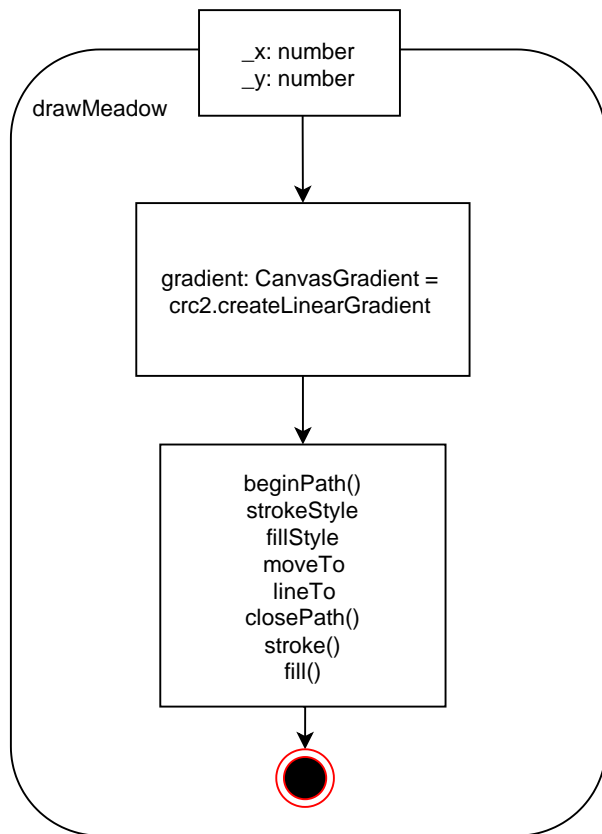 _x: number
_y: number
drawMeadow
gradient: CanvasGradient =
crc2.createLinearGradient
beginPath()
strokeStyle
fillStyle
moveTo
lineTo
closePath()
stroke()
fill()